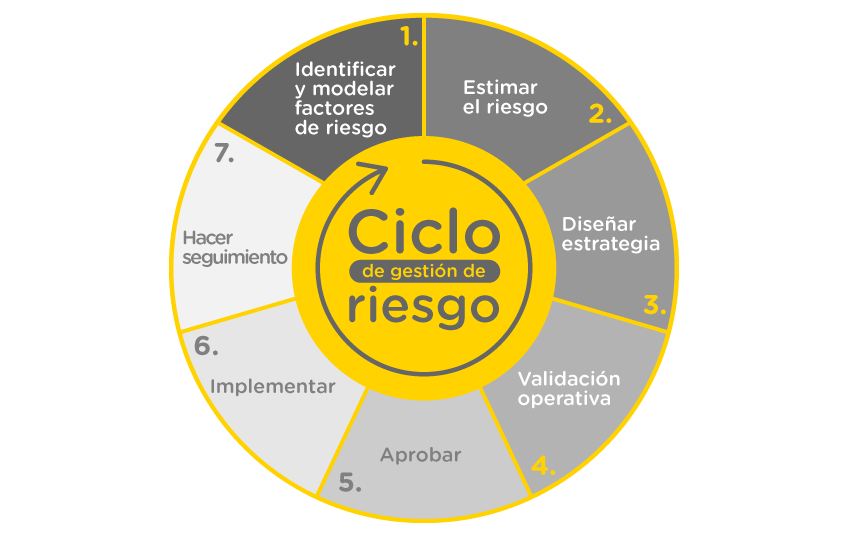 1.
Identificar
y modelar
factores
de riesgo
Estimar
el riesgo
2.
Diseñar
estrategia
3.
Validación
operativa
4.
Aprobar
5.
Implementar
6.
Hacer
seguimiento
7.
Ciclo
de gestión de
riesgo